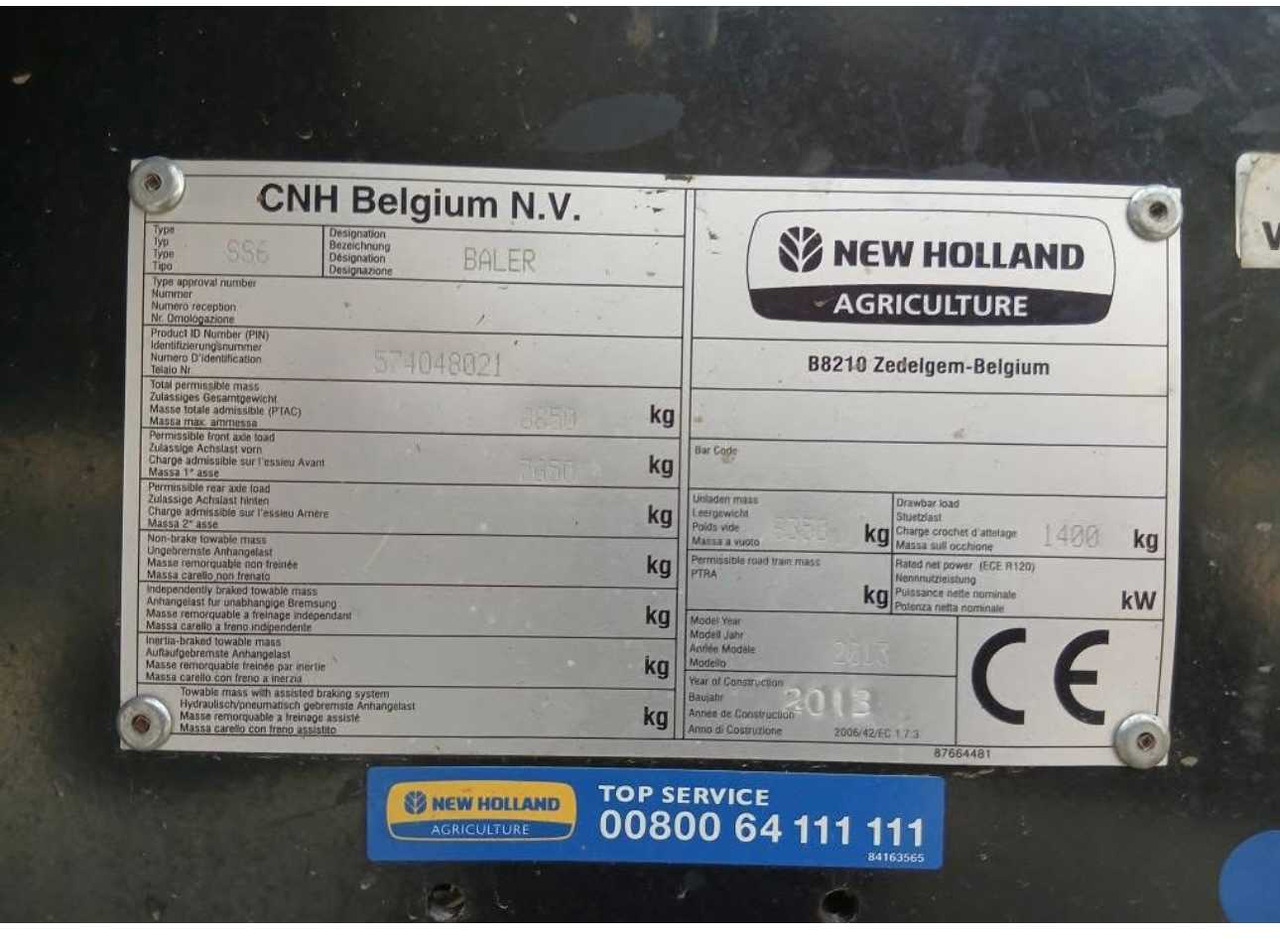 CNH Belgium N.V.
Type
Typ
Type
Tipo
SS6
Designation
Bezeichnung
Désignation
Designazione
BALER
Type approval number
Nummer
Numero reception
Nr. Omologazione
Product ID Number (PIN)
Identifizierungsnummer
Numero D'identification
Telaio Nr.
574048021
Total permissible mass
Zulassiges Gesamtgewicht
Masse totale admissible (PTAC)
Massa max. ammessa
kg
Permissible front axle load
Zulassige Achslast vorn
Charge admissible sur l'essieu Avant
Massa 1° asse
kg
Permissible rear axle load
Zulassige Achslast hinten
Charge admissible sur l'essieu Arriere
Massa 2° asse
kg
Non-brake towable mass
Ungebremste Anhangelast
Masse remorquable non freinée
Massa carello non frenato
kg
Independently braked towable mass
Anhangelast fur unabhangige Bremsung
Masse remorquable a freinage independant
Massa carello a freno indipendente
kg
Inertia-braked towable mass
Auflaufgebremste Anhangelast
Masse remorquable freinée par inertie
Massa carello con freno a inerzia
kg
Towable mass with assisted braking system
Hydraulisch/pneumatisch gebremste Anhangelast
Masse remorquable a freinage assisté
Massa carello con freno assistito
kg
NEW HOLLAND
AGRICULTURE
B8210 Zedelgem-Belgium
Bar Code
Unladen mass
Leergewicht
Poids vide
Massa a vuoto
kg
Drawbar load
Stuetzlast
Charge crochet d'attelage
Massa sull occhione
1400 kg
Permissible road train mass
PTRA
kg
Rated net power (ECE R120)
Nennnutzleistung
Puissance nette nominale
Potenza netta nominale
kW
Model Year
Modell Jahr
Année Modale
Modello
2013
Year of Construction
Baujahr
Annee de Construction
Anno di Costruzione
2013
2006/42/EC 1.7.3
CE
87664481
NEW HOLLAND
AGRICULTURE
TOP SERVICE
00800 64 111 111
84163565